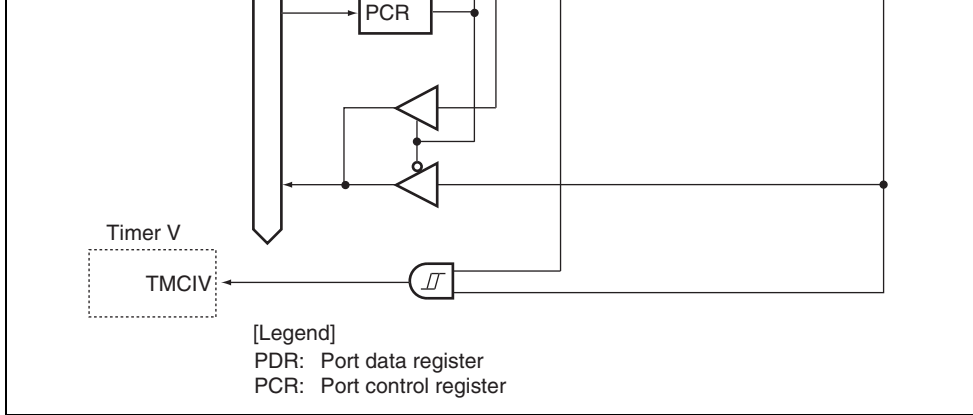 PCR
Timer V
TMCIV
[Legend]
PDR: Port data register
PCR: Port control register